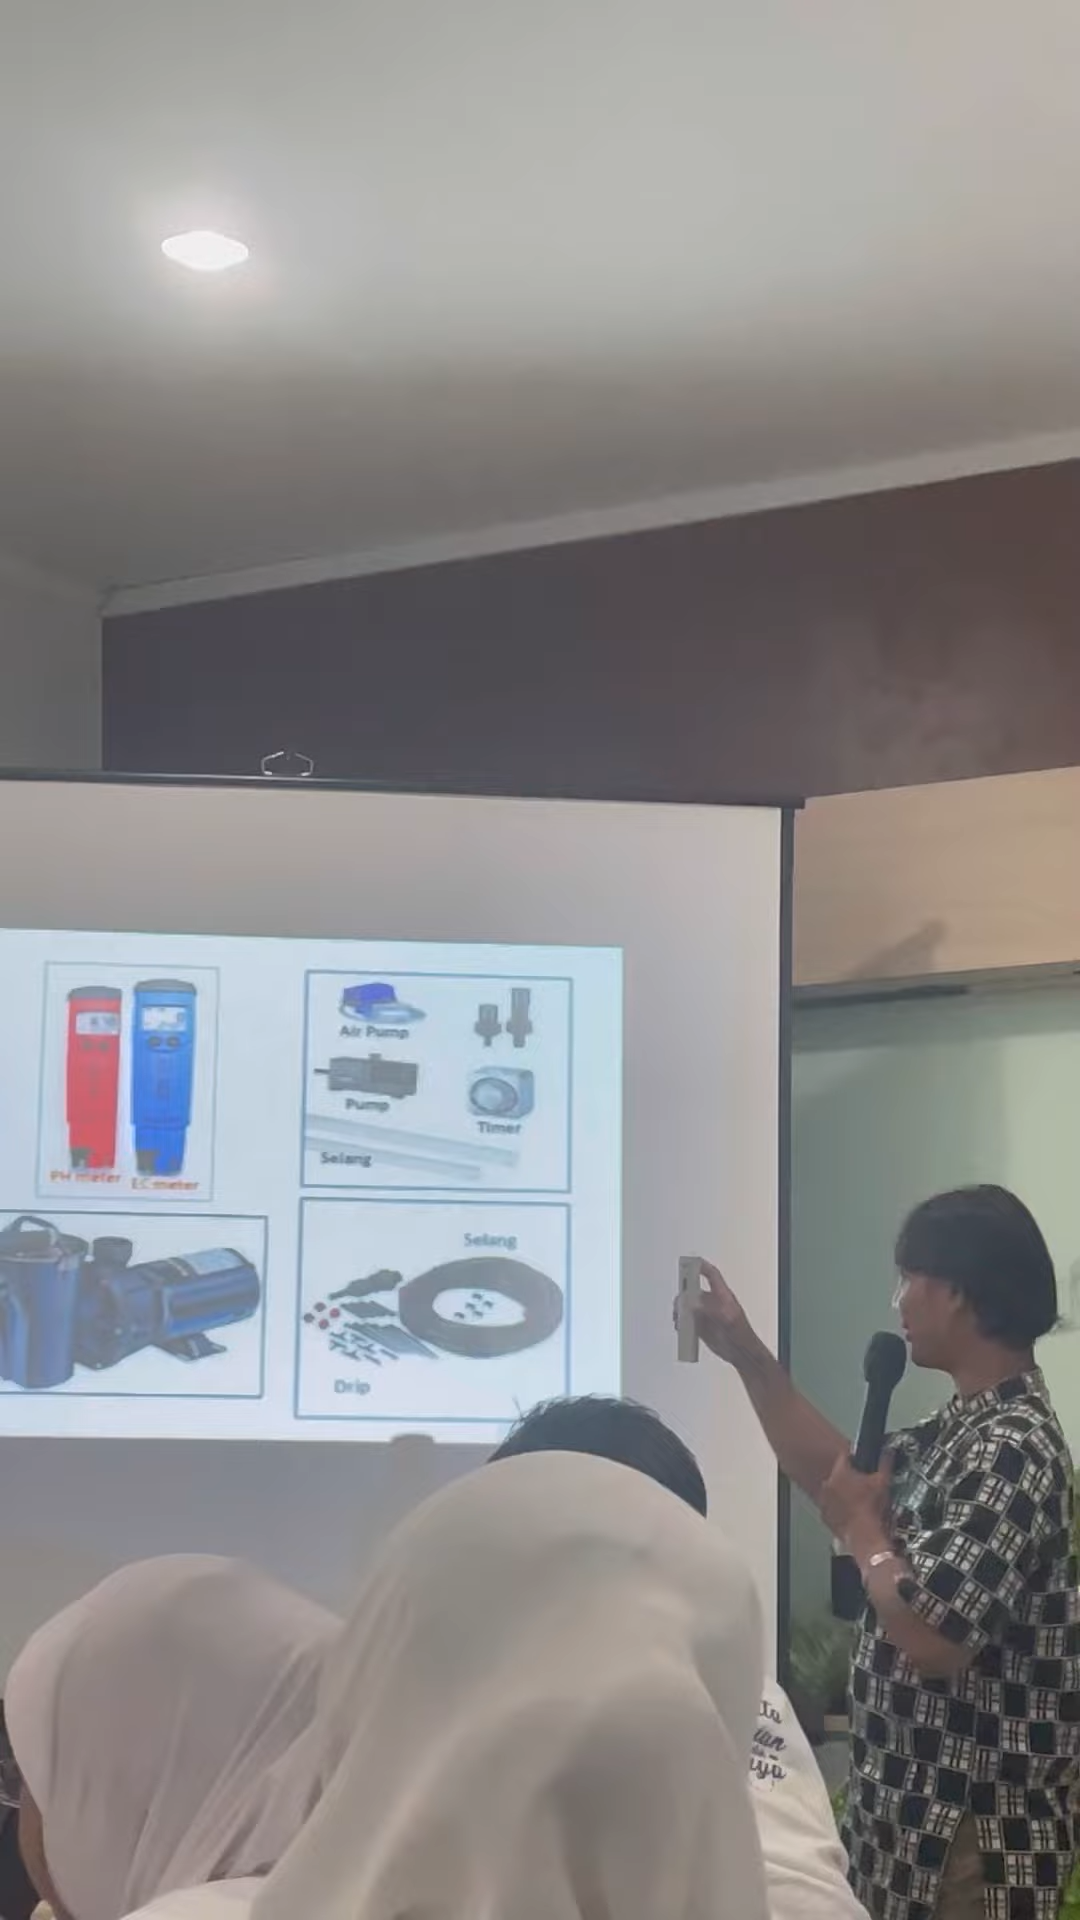 PH meter
EC meter
Air Pump
Pump
Timer
Selang
Selang
Drip